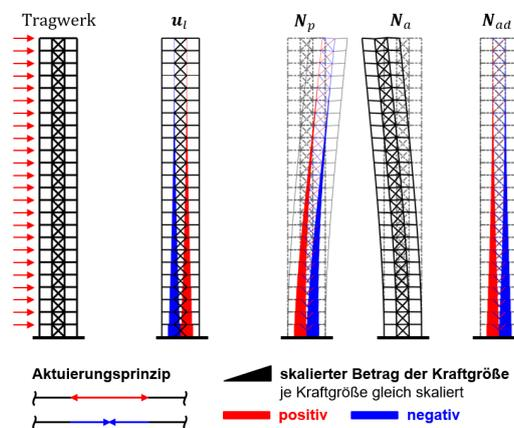 Tragwerk u_l N_p N_a N_ad
Aktuierungsprinzip
skalierter Betrag der Kraftgröße
je Kraftgröße gleich skaliert
positiv negativ